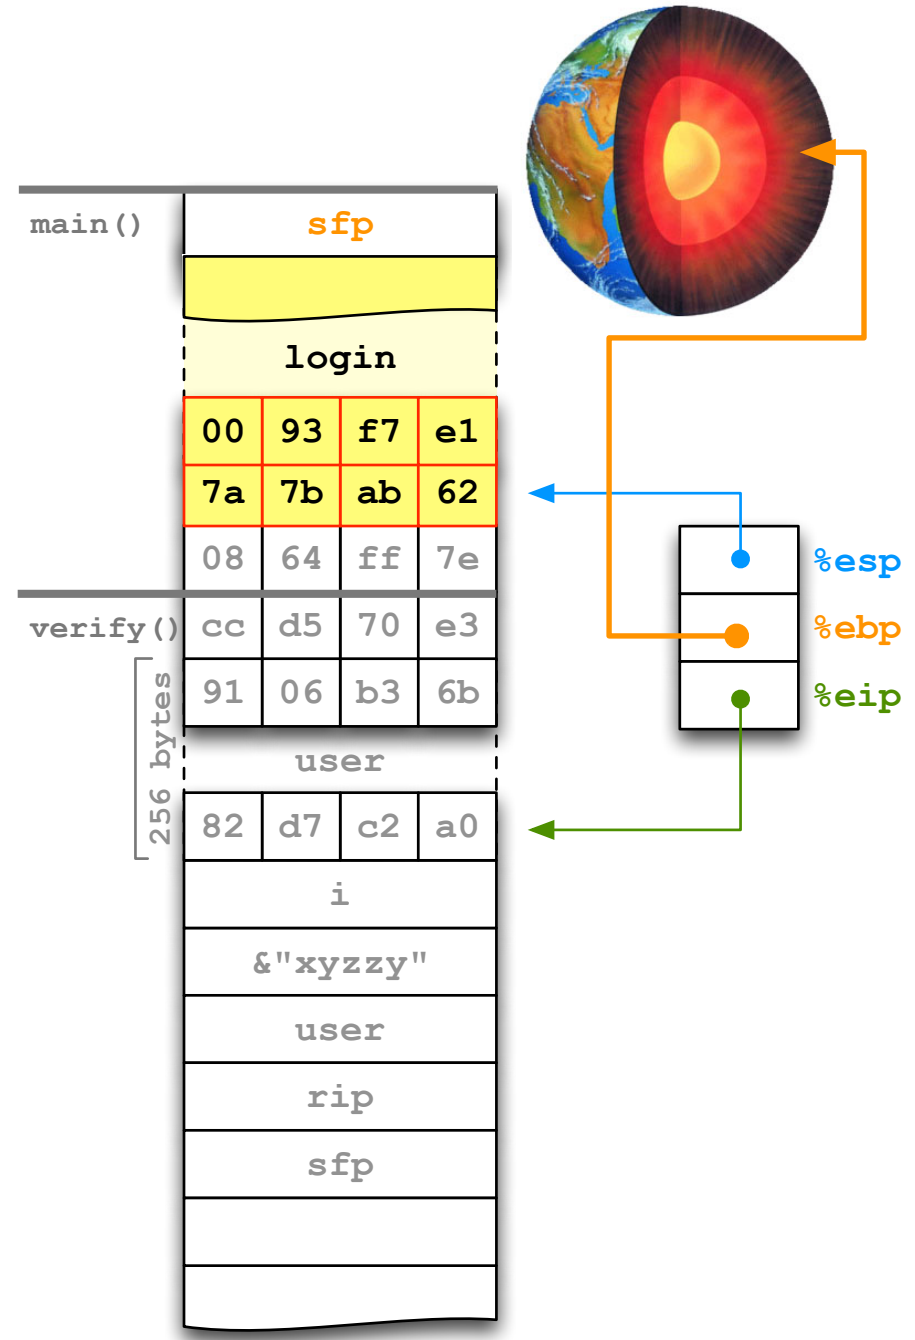 main() sfp
login
00 93 f7 e1
7a 7b ab 62
08 64 ff 7e %esp
verify() cc d5 70 e3 %ebp
91 06 b3 6b %eip
256 bytes
user
82 d7 c2 a0
i
&"xyzzy"
user
rip
sfp